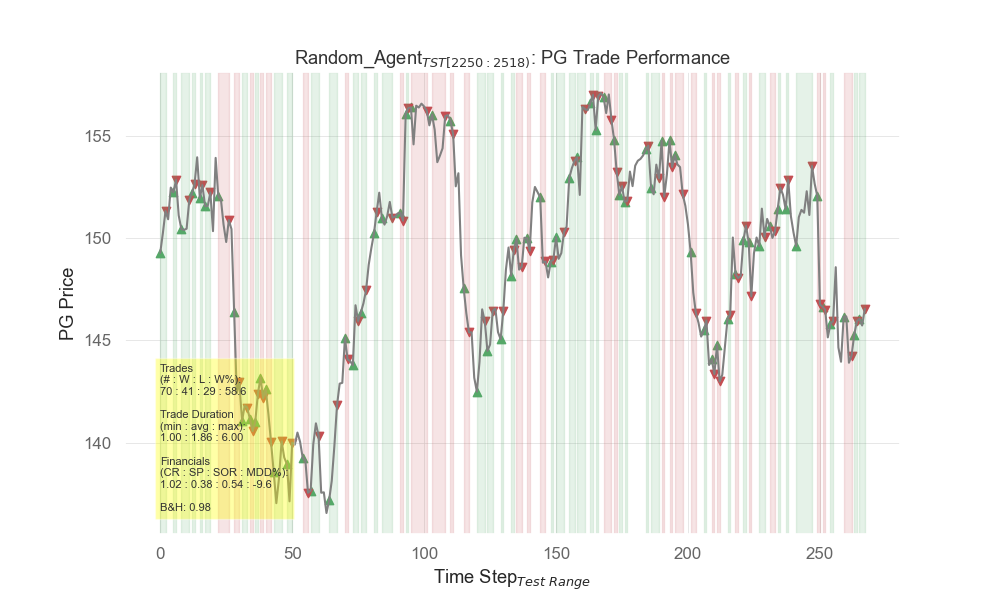 Random_Agent TST[2250 : 2518) : PG Trade Performance
PG Price
155
150
145
140
Trades
(# : W : L : W%):
70 : 41 : 29 : 58.6
Trade Duration
(min : avg : max):
1.00 : 1.86 : 6.00
Financials
(CR : SP : SOR : MDD%):
1.02 : 0.38 : 0.54 : -9.6
B&H: 0.98
0 50 100 150 200 250
Time Step Test Range